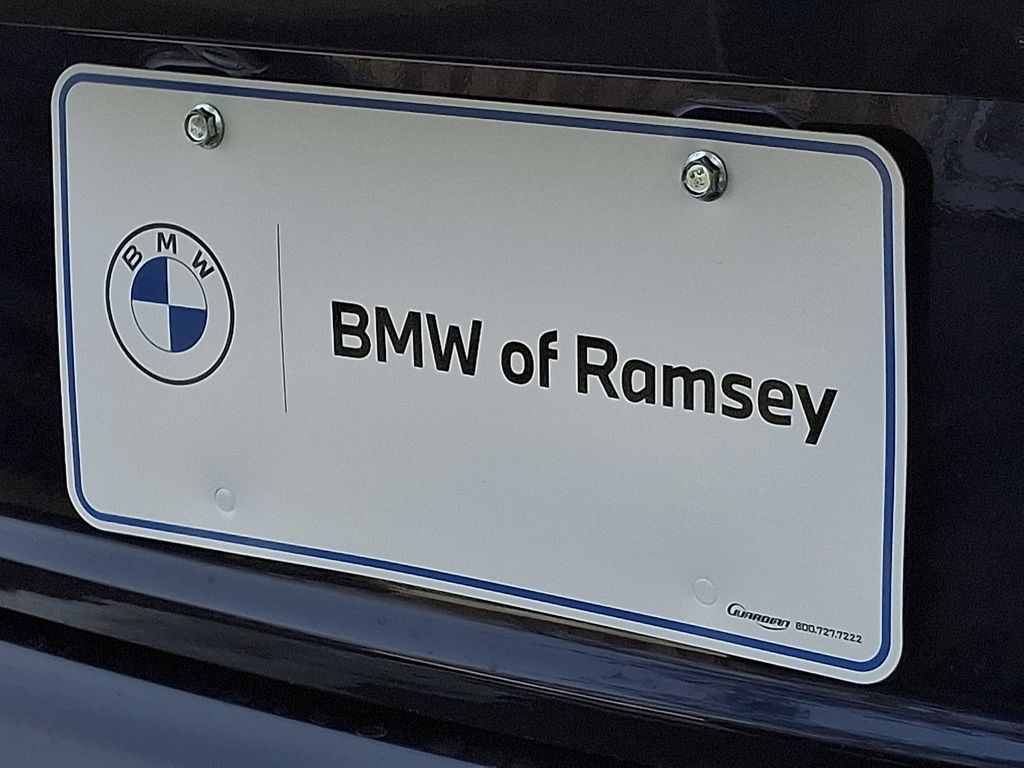 BMW
BMW of Ramsey
GUARDIAN 800.727.7222